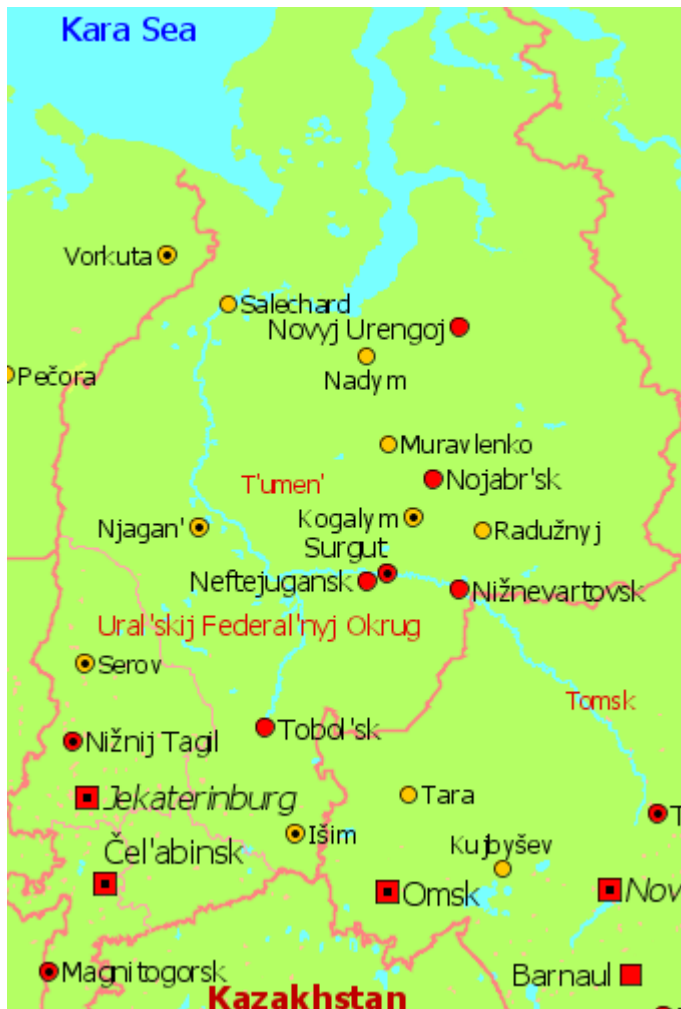 Kara Sea
Vorkuta
Salechard
Novyj Urengoj
Pečora
Nadym
Muravlenko
T'umen'
Nojabr'sk
Njagan'
Kogalym
Radužnyj
Surgut
Neftejugansk
Nižnevartovsk
Ural'skij Federal'nyj Okrug
Serov
Tomsk
Nižnij Tagil
Tobol'sk
Jekaterinburg
Tara
T
Išim
Kujbyšev
Čel'abinsk
Omsk
Nov
Magnitogorsk
Barnaul
Kazakhstan